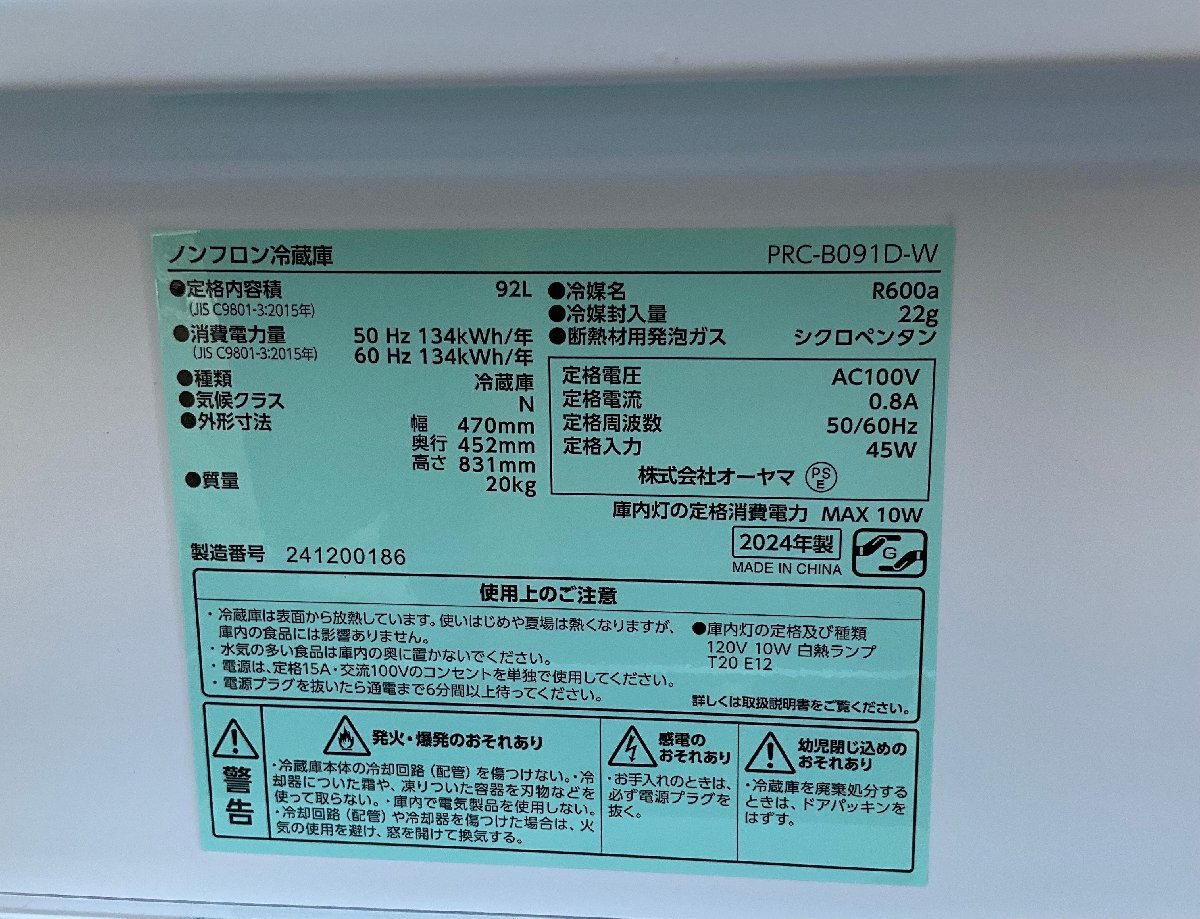 ノンフロン冷蔵庫 PRC-B091D-W
●定格内容積 92L
(JIS C9801-3:2015年)
●消費電力量 50 Hz 134kWh/年
(JIS C9801-3:2015年) 60 Hz 134kWh/年
●種類 冷蔵庫
●気候クラス N
●外形寸法 幅 470mm
奥行 452mm
高さ 831mm
●質量 20kg
●冷媒名 R600a
●冷媒封入量 22g
●断熱材用発泡ガス シクロペンタン
定格電圧 AC100V
定格電流 0.8A
定格周波数 50/60Hz
定格入力 45W
株式会社オーヤマ PS E
庫内灯の定格消費電力 MAX 10W
製造番号 241200186
2024年製
MADE IN CHINA
G
使用上のご注意
・冷蔵庫は表面から放熱しています。使いはじめや夏場は熱くなりますが、
庫内の食品には影響ありません。
・水気の多い食品は庫内の奥に置かないでください。
・電源は、定格15A・交流100Vのコンセントを単独で使用してください。
・電源プラグを抜いたら通電まで6分間以上待ってください。
●庫内灯の定格及び種類
120V 10W 白熱ランプ
T20 E12
詳しくは取扱説明書をご覧ください。
警告
発火・爆発のおそれあり
・冷蔵庫本体の冷却回路（配管）を傷つけない。・冷
却器についた霜や、凍りついた容器を刃物などを
使って取らない。・庫内で電気製品を使用しない。
・冷却回路（配管）や冷却器を傷つけた場合は、火
気の使用を避け、窓を開けて換気する。
感電の
おそれあり
・お手入れのときは、
必ず電源プラグを
抜く。
幼児閉じ込めの
おそれあり
・冷蔵庫を廃棄処分する
ときは、ドアパッキンを
はずす。